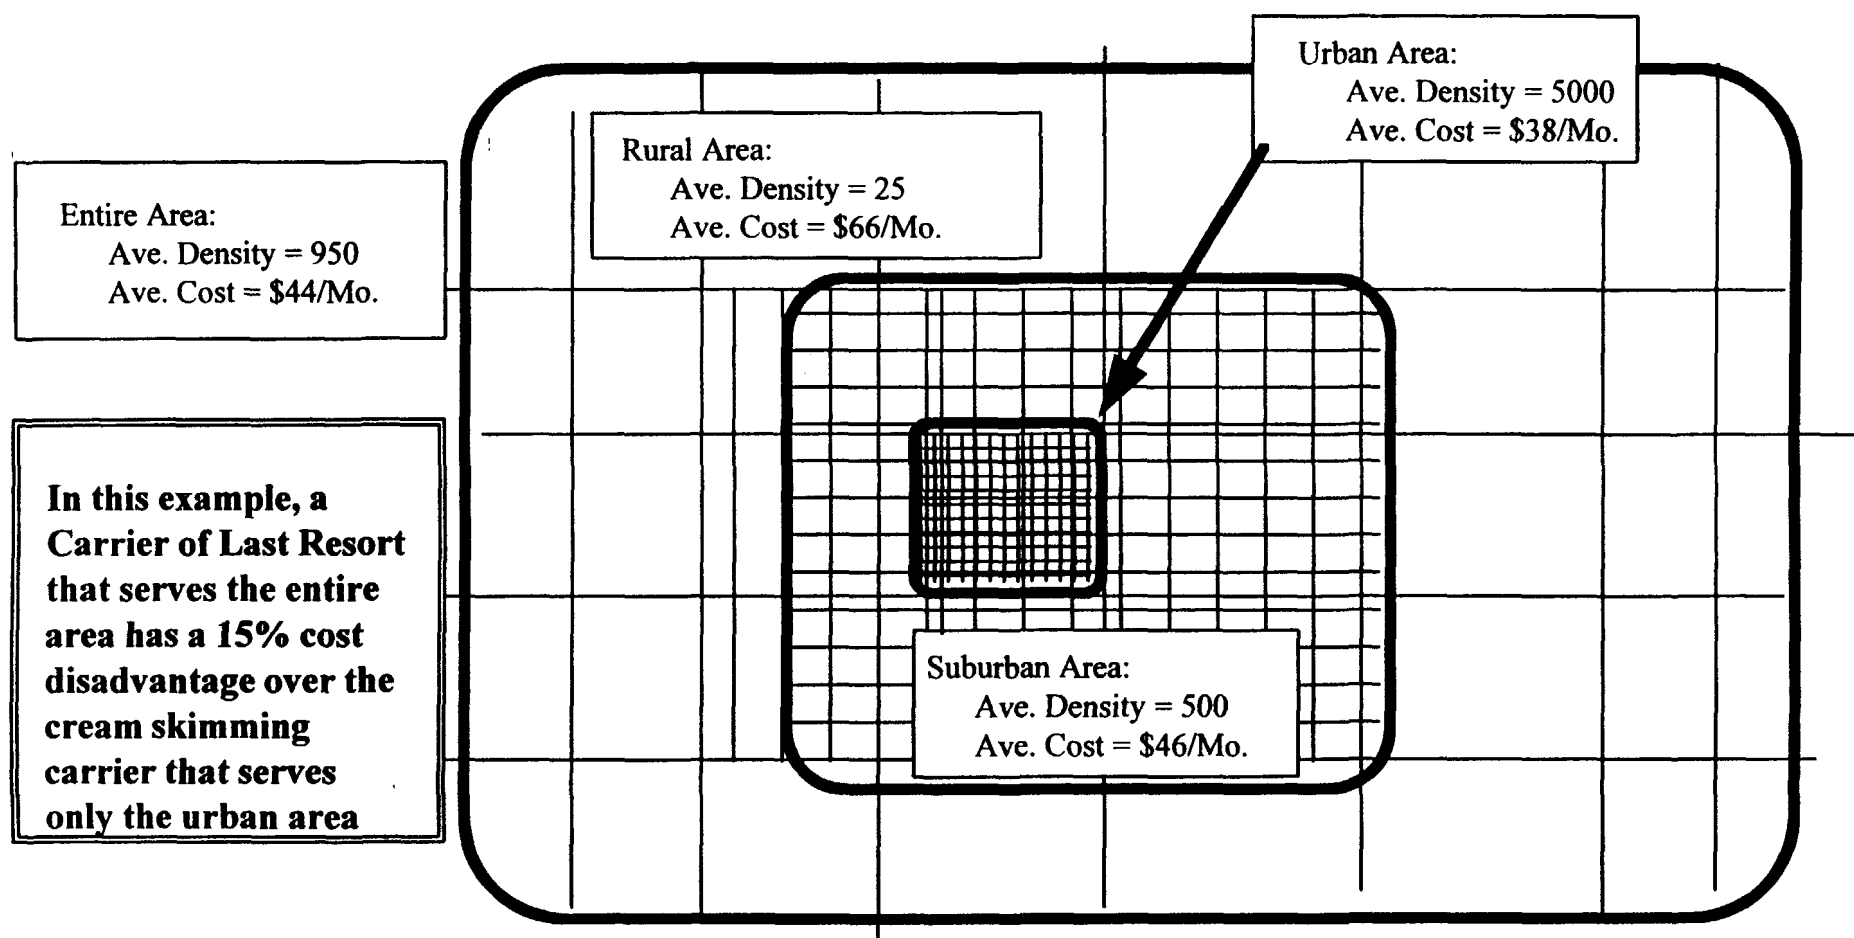 Urban Area:
Ave. Density = 5000
Ave. Cost = $38/Mo.
Rural Area:
Ave. Density = 25
Ave. Cost = $66/Mo.
Entire Area:
Ave. Density = 950
Ave. Cost = $44/Mo.
In this example, a
Carrier of Last Resort
that serves the entire
area has a 15% cost
disadvantage over the
cream skimming
carrier that serves
only the urban area
Suburban Area:
Ave. Density = 500
Ave. Cost = $46/Mo.